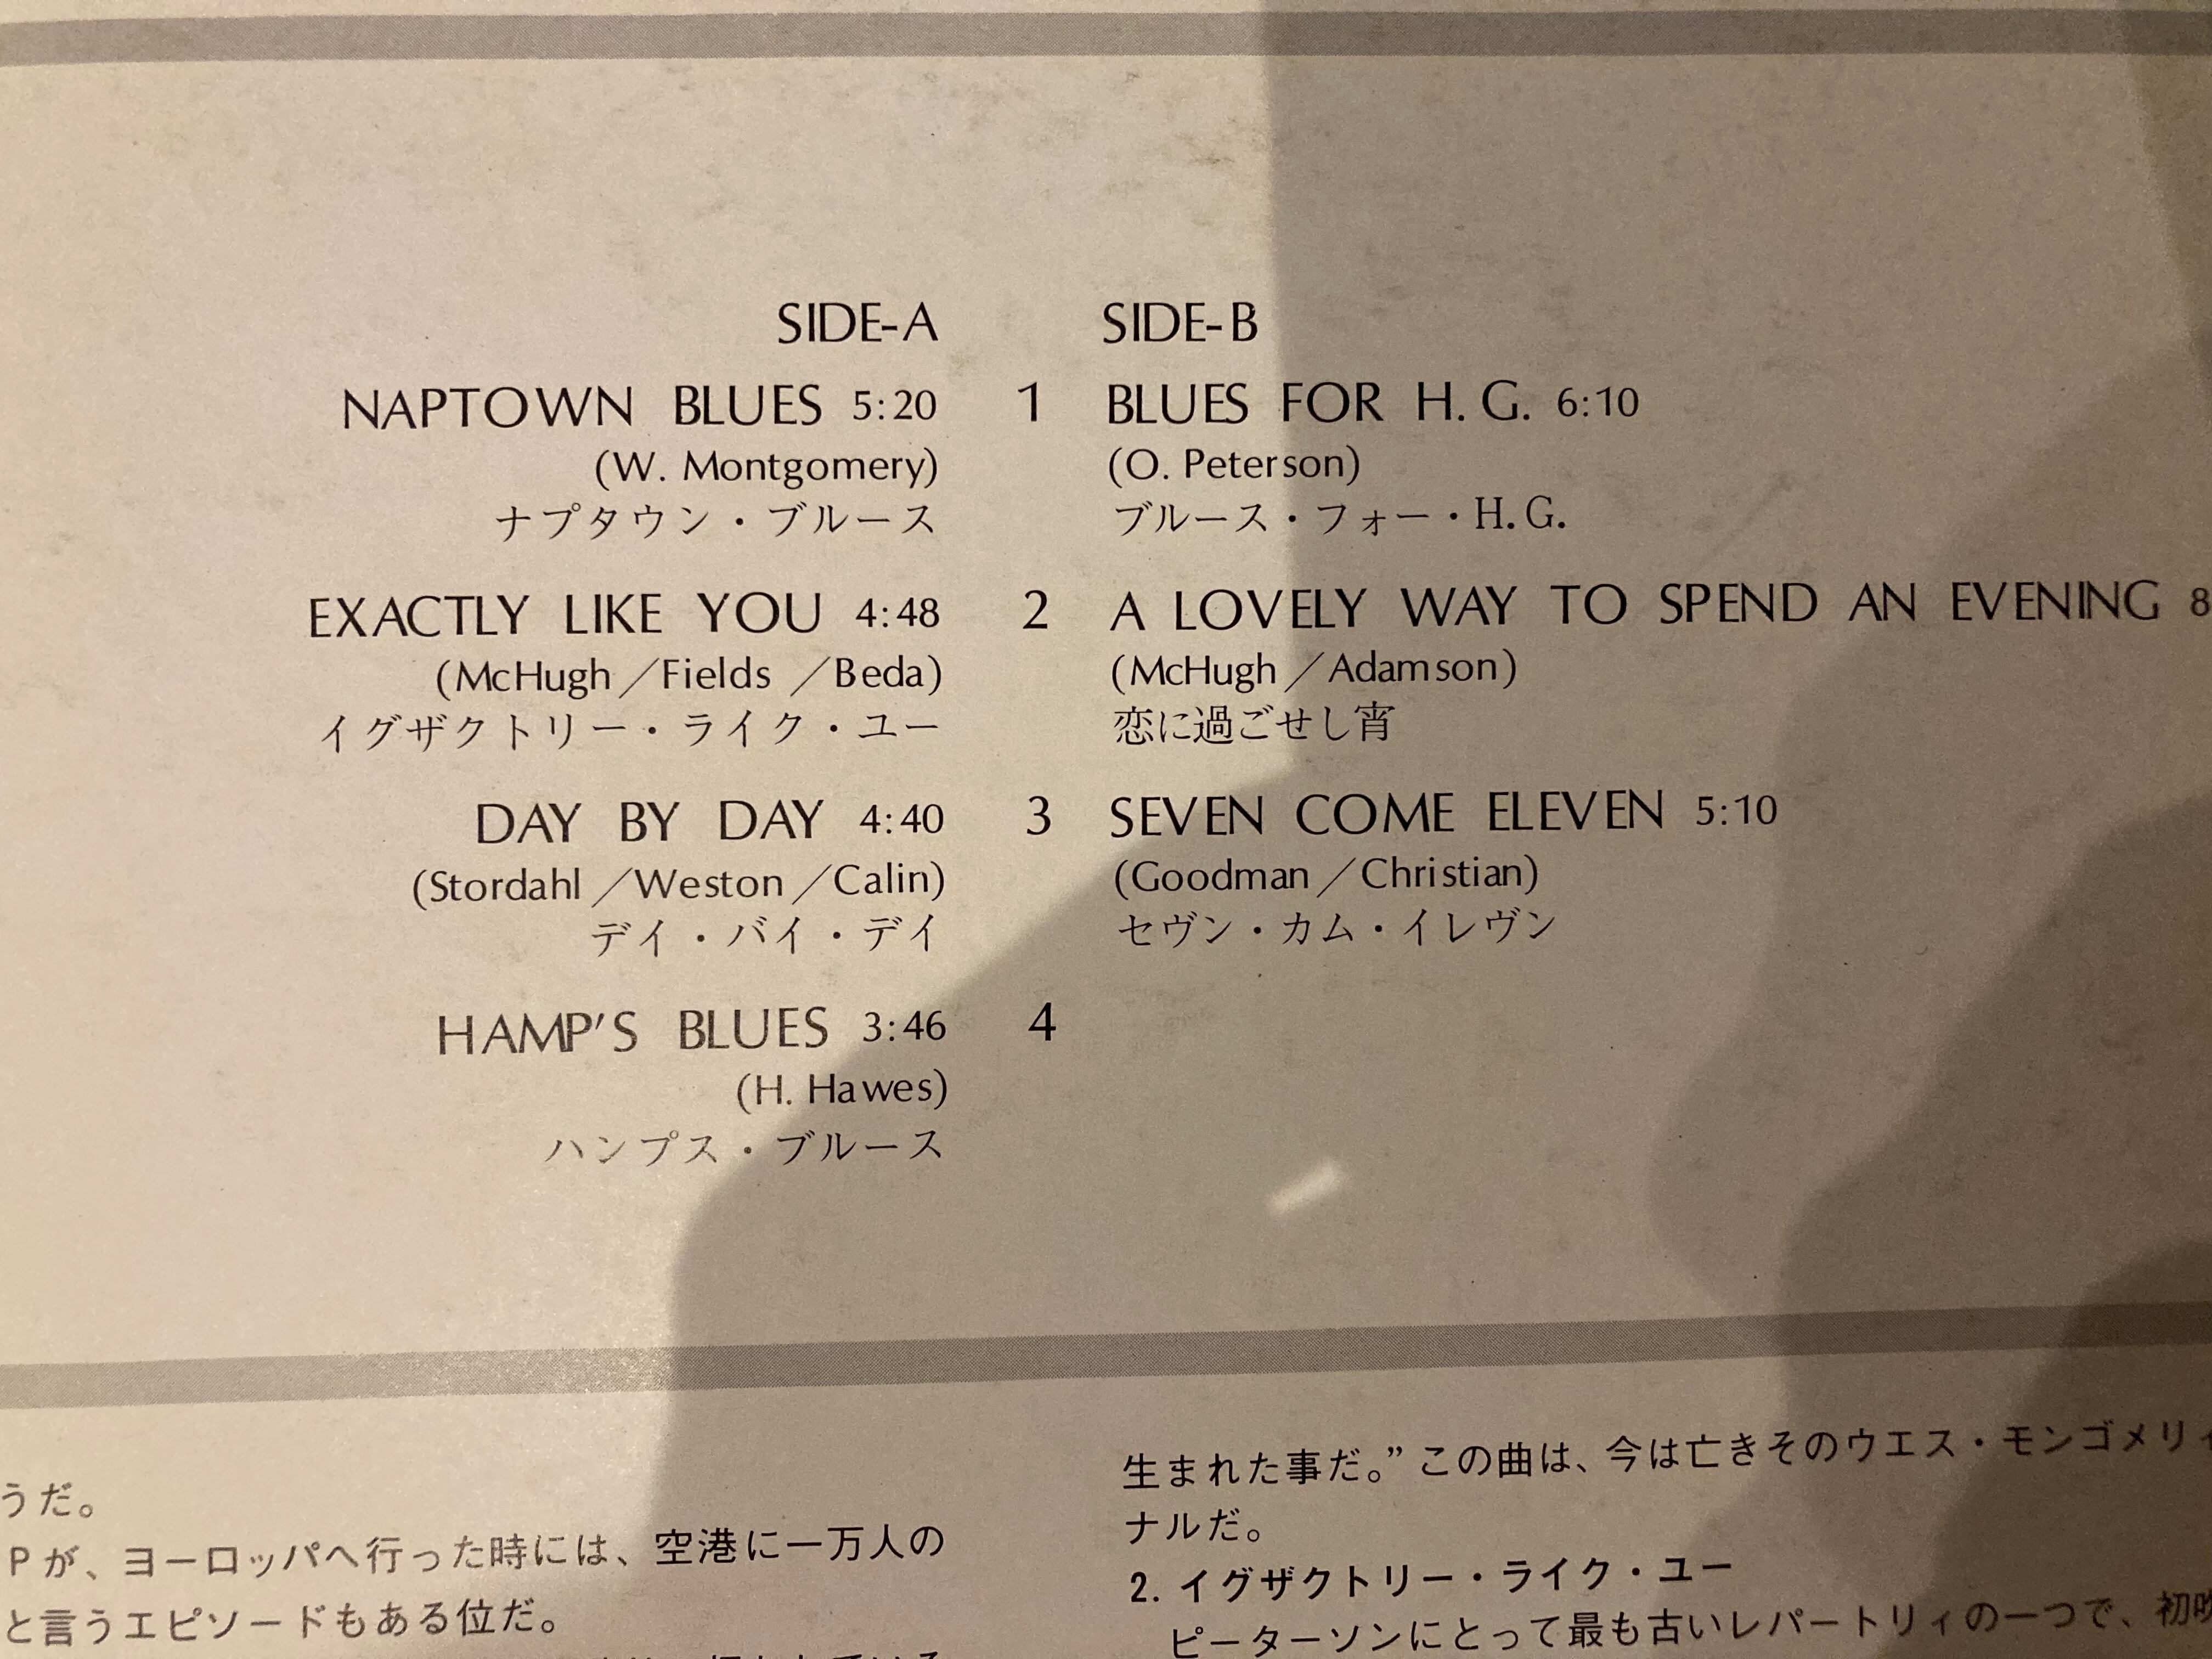 SIDE-A
NAPTOWN BLUES 5:20
(W. Montgomery)
ナプタウン・ブルース
EXACTLY LIKE YOU 4:48
(McHugh／Fields／Beda)
イグザクトリー・ライク・ユー
DAY BY DAY 4:40
(Stordahl／Weston／Calin)
デイ・バイ・デイ
HAMP'S BLUES 3:46
(H. Hawes)
ハンプス・ブルース
1
2
3
4
SIDE-B
BLUES FOR H. G. 6:10
(O. Peterson)
ブルース・フォー・H. G.
A LOVELY WAY TO SPEND AN EVENING 8
(McHugh／Adamson)
恋に過ごせし宵
SEVEN COME ELEVEN 5:10
(Goodman／Christian)
セヴン・カム・イレヴン
うだ。
Pが、ヨーロッパへ行った時には、空港に一万人の
と言うエピソードもある位だ。
生まれた事だ。”この曲は、今は亡きそのウエス・モンゴメリィ
ナルだ。
2. イグザクトリー・ライク・ユー
ピーターソンにとって最も古いレパートリィの一つで、初吹